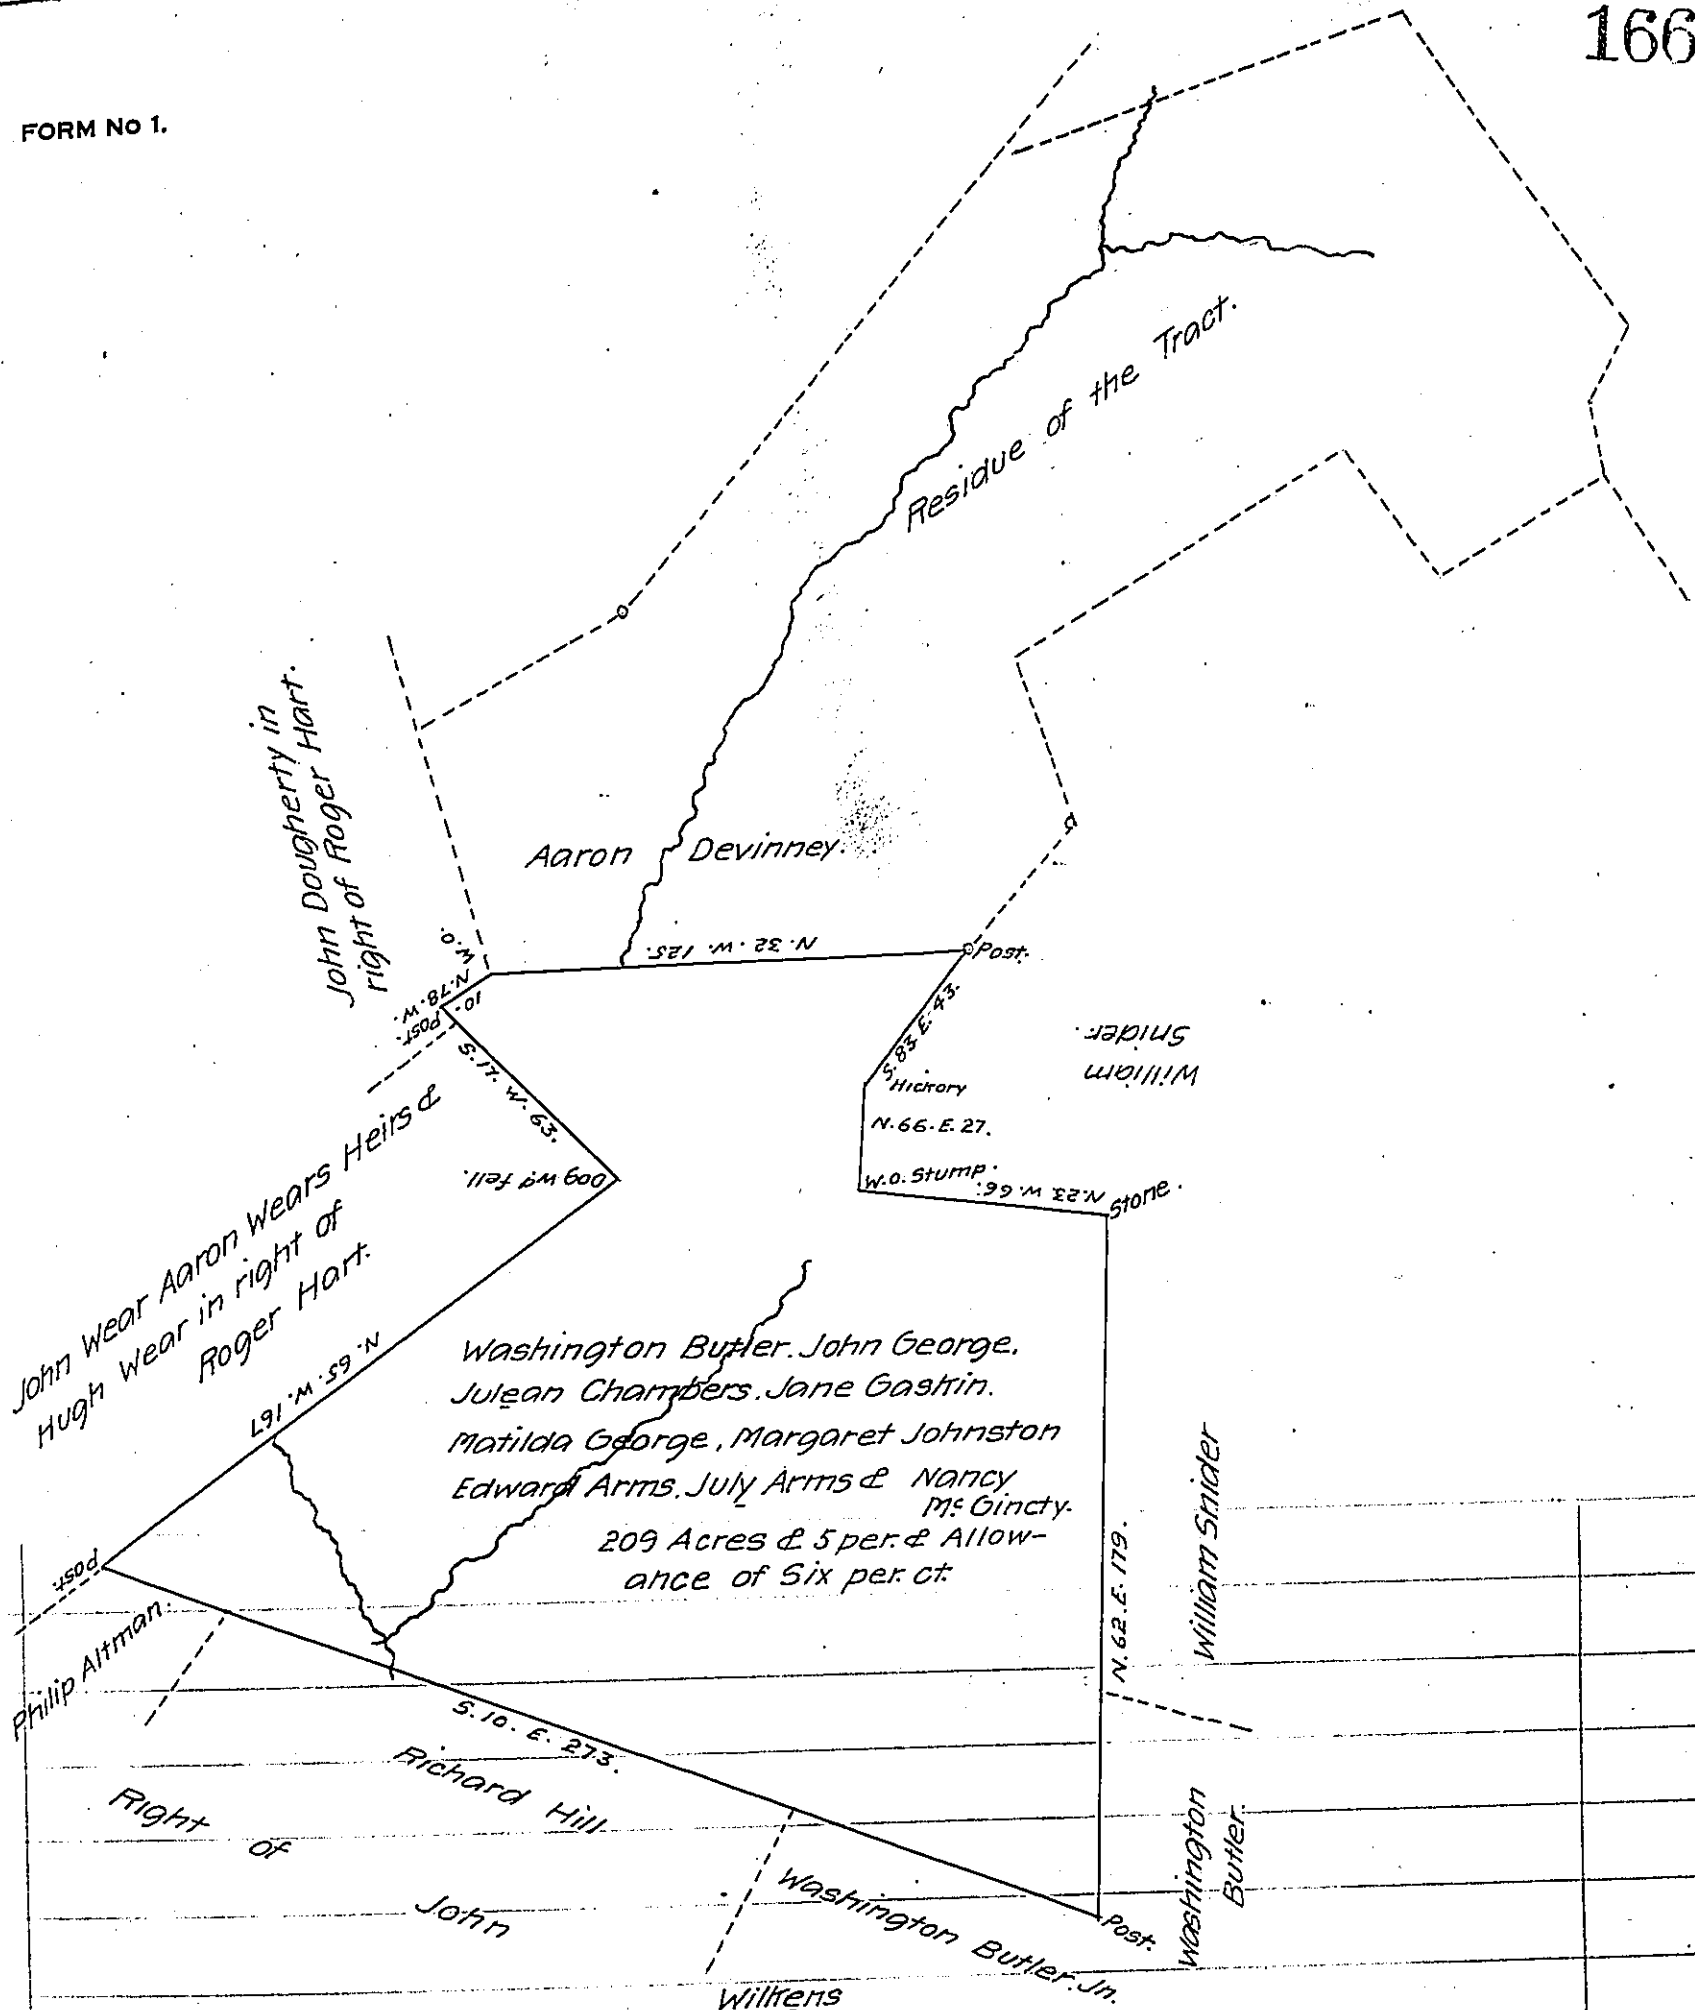 166
FORM No 1.
Residue of the Tract.
John Dougherty in
right of Roger Hart.
Aaron Devinney.
W.O.
N. 78. W.
10.
Post.
N. 32. W. 125.
Post.
S. 17. W. 63.
S. 83. E. 43.
William
Snider.
Hickory
N. 66. E. 27.
Dog wd. fell.
W.O. Stump.
N. 23. W. 66.
Stone.
John Wear Aaron Wears Heirs &
Hugh Wear in right of
Roger Hart.
N. 65. W. 167
Washington Butler. John George.
Julean Chambers. Jane Gaskin.
Matilda George, Margaret Johnston
Edward Arms. July Arms & Nancy
McGincty.
209 Acres & 5 per. & Allow-
ance of Six per. ct.
N. 62. E. 179.
William Snider
Post.
Philip Altman.
S. 10. E. 273.
Richard Hill
Right of John Wilkens
Washington Butler. Jn.
Post.
Washington
Butler.